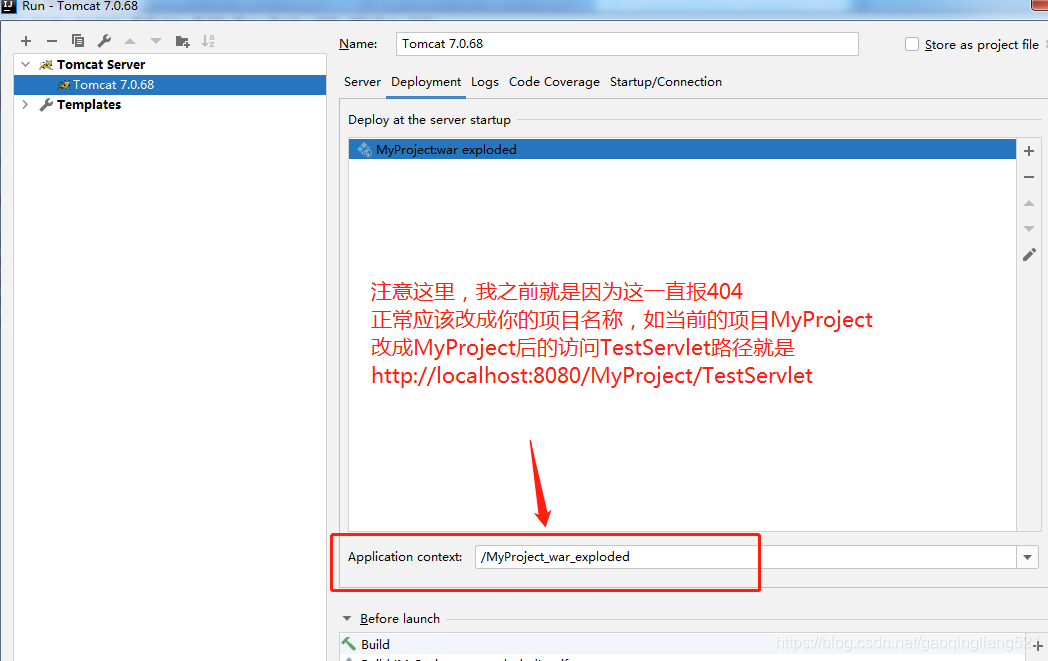 Run - Tomcat 7.0.68
Name: Tomcat 7.0.68
Store as project file
Tomcat Server
Tomcat 7.0.68
Templates
Server Deployment Logs Code Coverage Startup/Connection
Deploy at the server startup
MyProject:war exploded
注意这里，我之前就是因为这一直报404
正常应该改成你的项目名称，如当前的项目MyProject
改成MyProject后的访问TestServlet路径就是
http://localhost:8080/MyProject/TestServlet
Application context: /MyProject_war_exploded
Before launch
Build